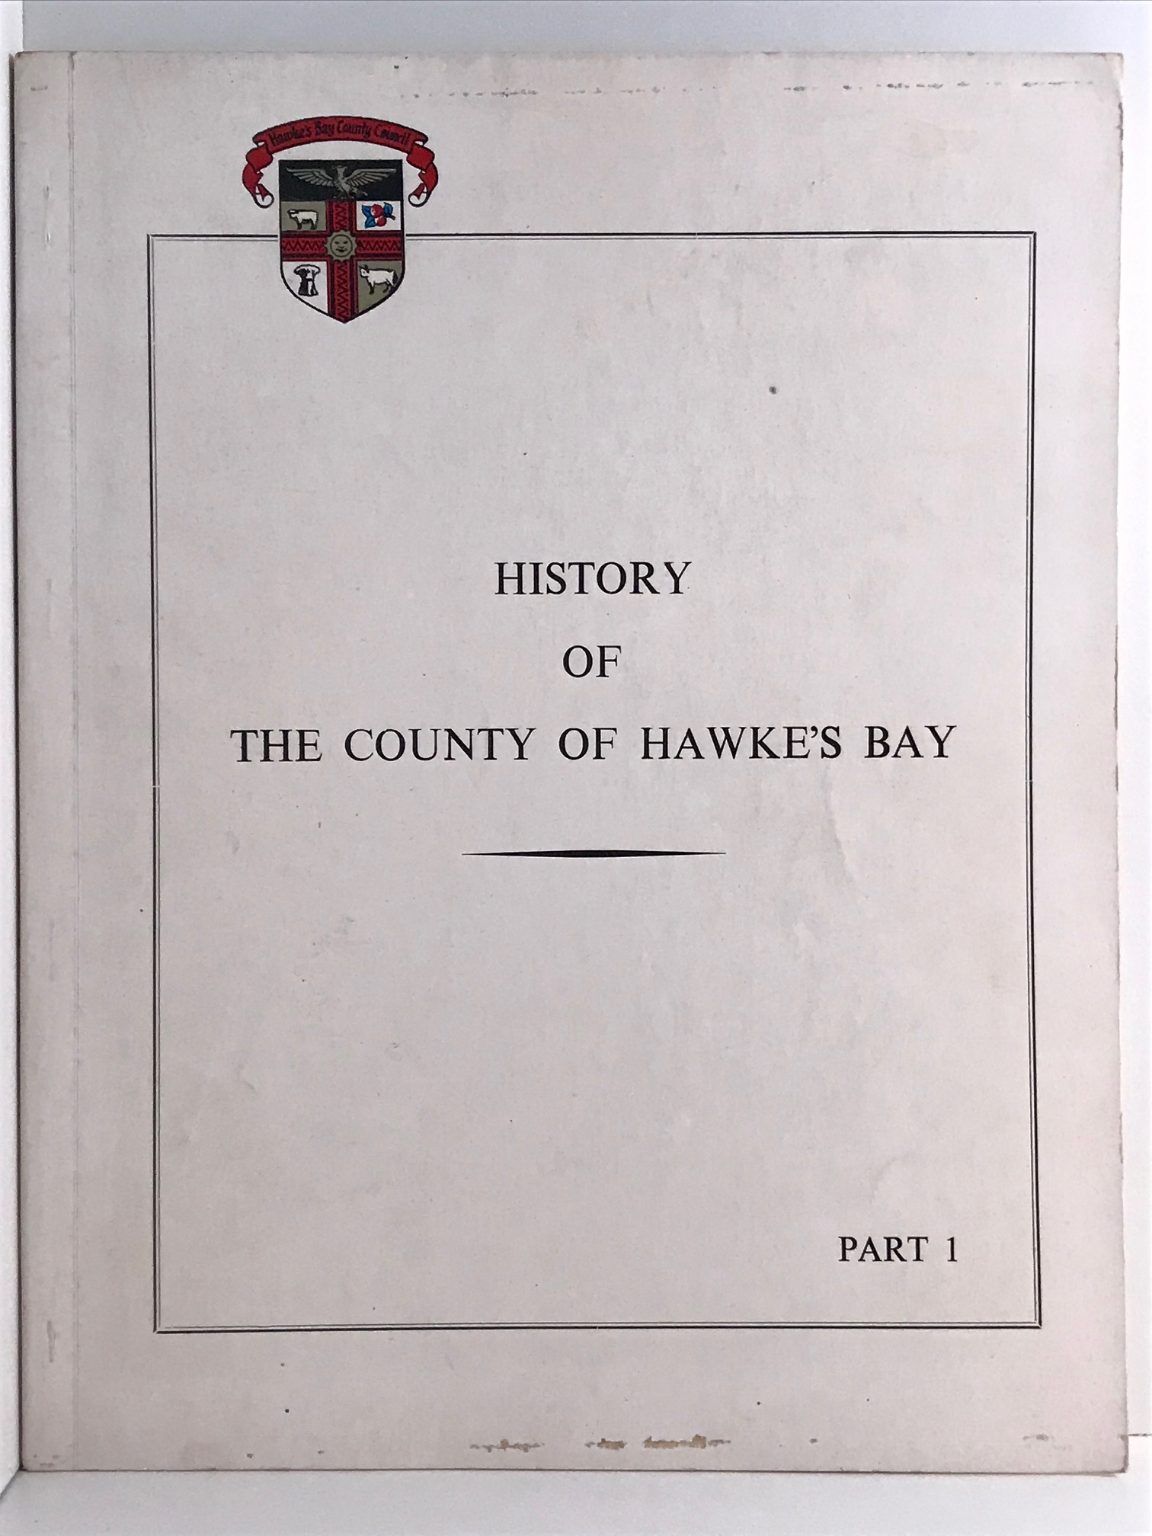 Hawke's Bay County Council
HISTORY
OF
THE COUNTY OF HAWKE'S BAY
PART 1